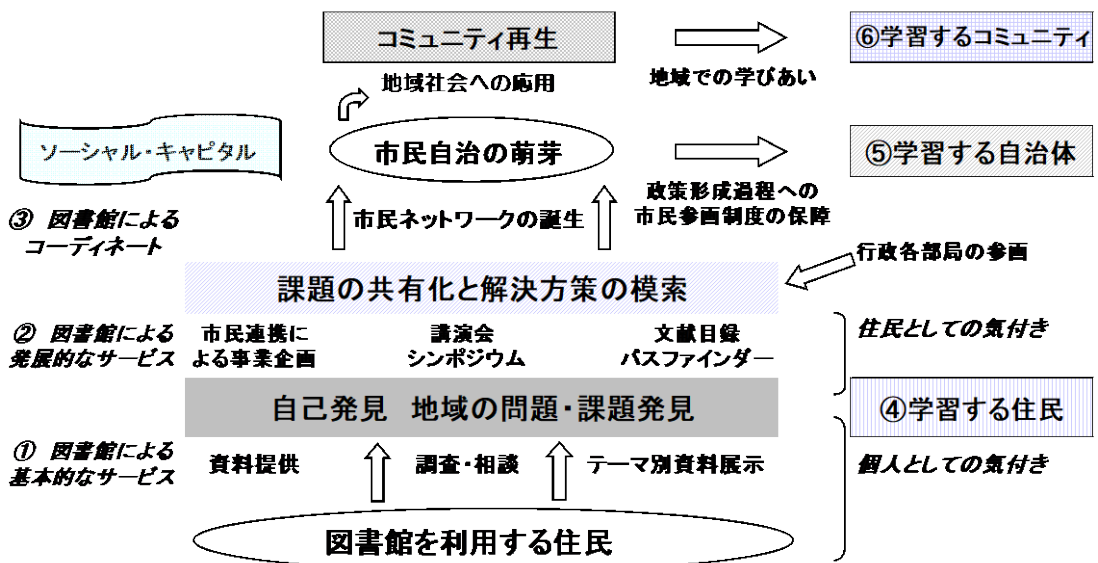 コミュニティ再生
⑥学習するコミュニティ
地域社会への応用
地域での学びあい
ソーシャル・キャピタル
市民自治の萌芽
⑤学習する自治体
③ 図書館による
コーディネート
市民ネットワークの誕生
政策形成過程への
市民参画制度の保障
行政各部局の参画
課題の共有化と解決方策の模索
② 図書館による
発展的なサービス
市民連携に
よる事業企画
講演会
シンポジウム
文献目録
パスファインダー
住民としての気付き
自己発見 地域の問題・課題発見
④学習する住民
① 図書館による
基本的なサービス
資料提供
調査・相談
テーマ別資料展示
個人としての気付き
図書館を利用する住民